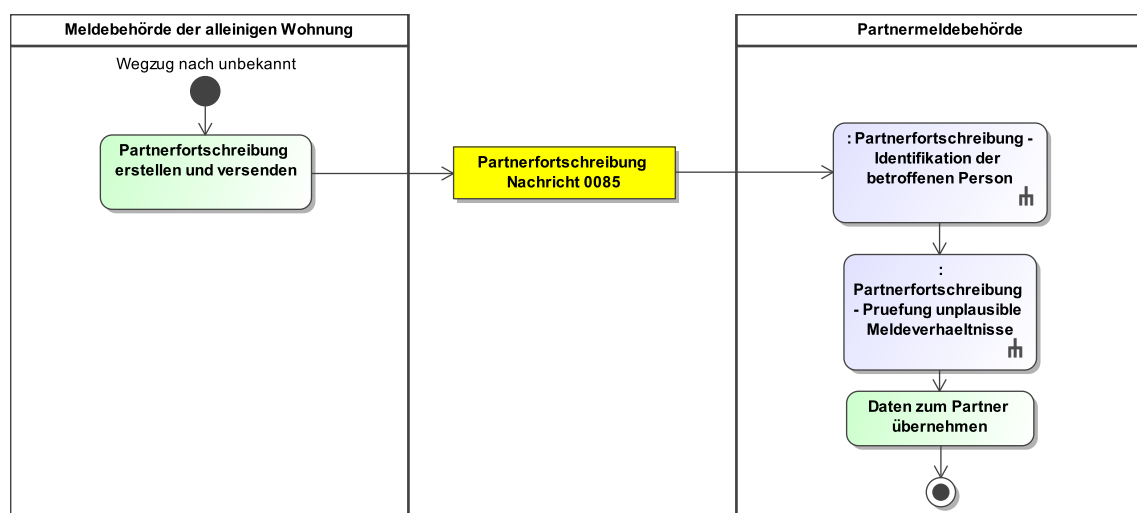 Meldebehörde der alleinigen Wohnung
Partnermeldebehörde
Wegzug nach unbekannt
Partnerfortschreibung
erstellen und versenden
Partnerfortschreibung
Nachricht 0085
: Partnerfortschreibung -
Identifikation der
betroffenen Person
:
Partnerfortschreibung
- Pruefung unplausible
Meldeverhaeltnisse
Daten zum Partner
übernehmen